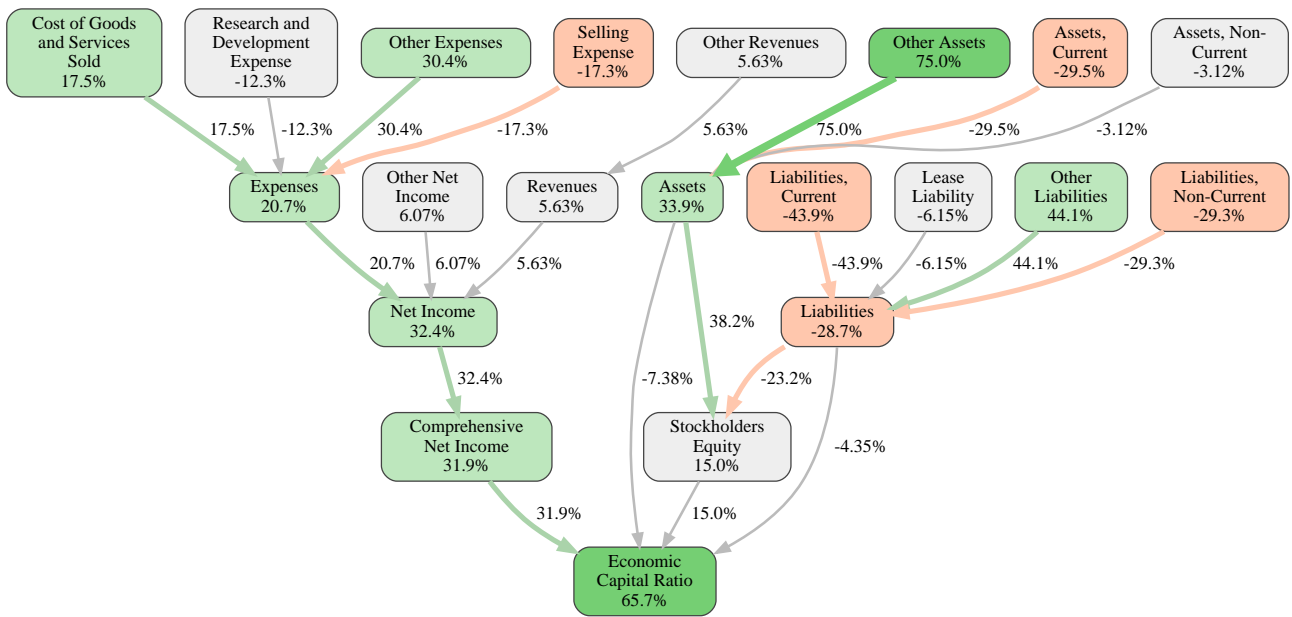 Cost of Goods
and Services
Sold
17.5%
Research and
Development
Expense
-12.3%
Other Expenses
30.4%
Selling
Expense
-17.3%
Other Revenues
5.63%
Other Assets
75.0%
Assets,
Current
-29.5%
Assets, Non-
Current
-3.12%
17.5%
-12.3%
30.4%
-17.3%
5.63%
75.0%
-29.5%
-3.12%
Expenses
20.7%
Other Net
Income
6.07%
Revenues
5.63%
Assets
33.9%
Liabilities,
Current
-43.9%
Lease
Liability
-6.15%
Other
Liabilities
44.1%
Liabilities,
Non-Current
-29.3%
20.7%
6.07%
5.63%
-43.9%
-6.15%
44.1%
-29.3%
Net Income
32.4%
38.2%
Liabilities
-28.7%
32.4%
-7.38%
-23.2%
Comprehensive
Net Income
31.9%
Stockholders
Equity
15.0%
-4.35%
31.9%
15.0%
Economic
Capital Ratio
65.7%